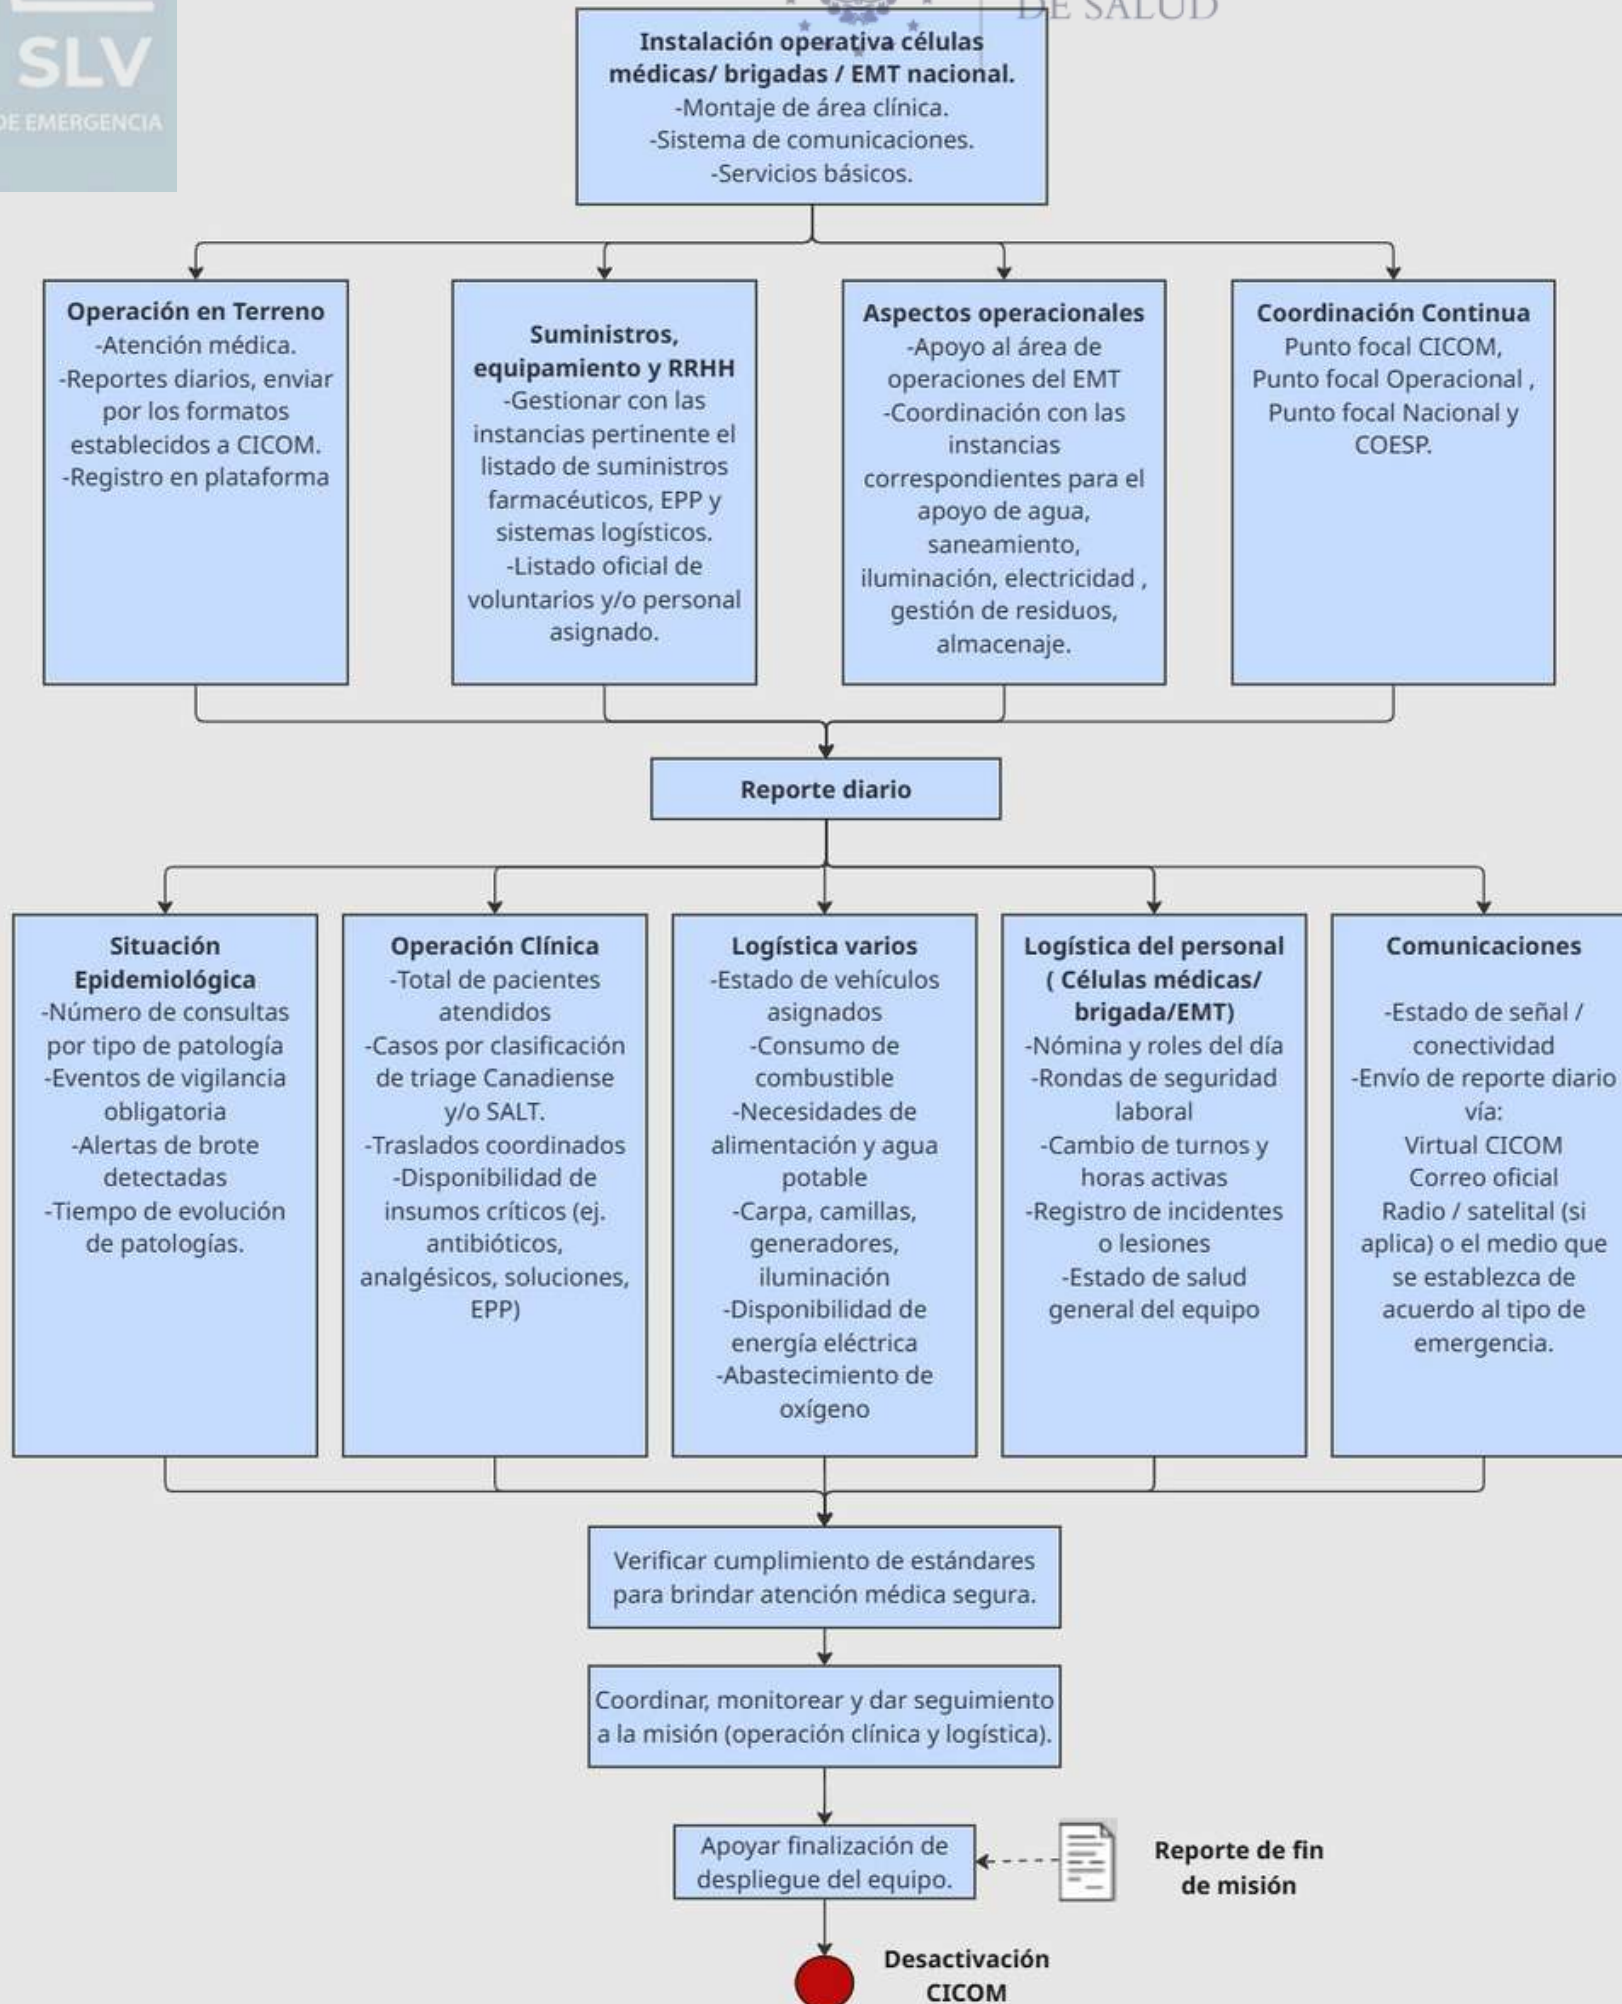 DE SALUD
SLV
DE EMERGENCIA
Instalación operativa células
médicas/ brigadas / EMT nacional.
-Montaje de área clínica.
-Sistema de comunicaciones.
-Servicios básicos.
Operación en Terreno
-Atención médica.
-Reportes diarios, enviar
por los formatos
establecidos a CICOM.
-Registro en plataforma
Suministros,
equipamiento y RRHH
-Gestionar con las
instancias pertinente el
listado de suministros
farmacéuticos, EPP y
sistemas logísticos.
-Listado oficial de
voluntarios y/o personal
asignado.
Aspectos operacionales
-Apoyo al área de
operaciones del EMT
-Coordinación con las
instancias
correspondientes para el
apoyo de agua,
saneamiento,
iluminación, electricidad ,
gestión de residuos,
almacenaje.
Coordinación Continua
Punto focal CICOM,
Punto focal Operacional ,
Punto focal Nacional y
COESP.
Reporte diario
Situación
Epidemiológica
-Número de consultas
por tipo de patología
-Eventos de vigilancia
obligatoria
-Alertas de brote
detectadas
-Tiempo de evolución
de patologías.
Operación Clínica
-Total de pacientes
atendidos
-Casos por clasificación
de triage Canadiense
y/o SALT.
-Traslados coordinados
-Disponibilidad de
insumos críticos (ej.
antibióticos,
analgésicos, soluciones,
EPP)
Logística varios
-Estado de vehículos
asignados
-Consumo de
combustible
-Necesidades de
alimentación y agua
potable
-Carpa, camillas,
generadores,
iluminación
-Disponibilidad de
energía eléctrica
-Abastecimiento de
oxígeno
Logística del personal
( Células médicas/
brigada/EMT)
-Nómina y roles del día
-Rondas de seguridad
laboral
-Cambio de turnos y
horas activas
-Registro de incidentes
o lesiones
-Estado de salud
general del equipo
Comunicaciones
-Estado de señal /
conectividad
-Envío de reporte diario
vía:
Virtual CICOM
Correo oficial
Radio / satelital (si
aplica) o el medio que
se establezca de
acuerdo al tipo de
emergencia.
Verificar cumplimiento de estándares
para brindar atención médica segura.
Coordinar, monitorear y dar seguimiento
a la misión (operación clínica y logística).
Apoyar finalización de
despliegue del equipo.
Reporte de fin
de misión
Desactivación
CICOM